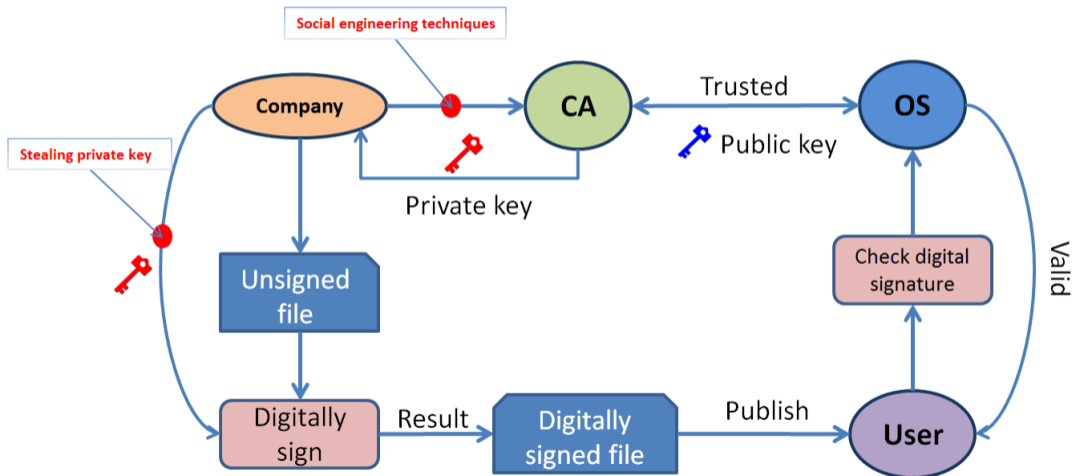 Social engineering techniques
Company
CA
Trusted
OS
Public key
Stealing private key
Private key
Unsigned
file
Check digital
signature
Valid
Digitally
sign
Result
Digitally
signed file
Publish
User